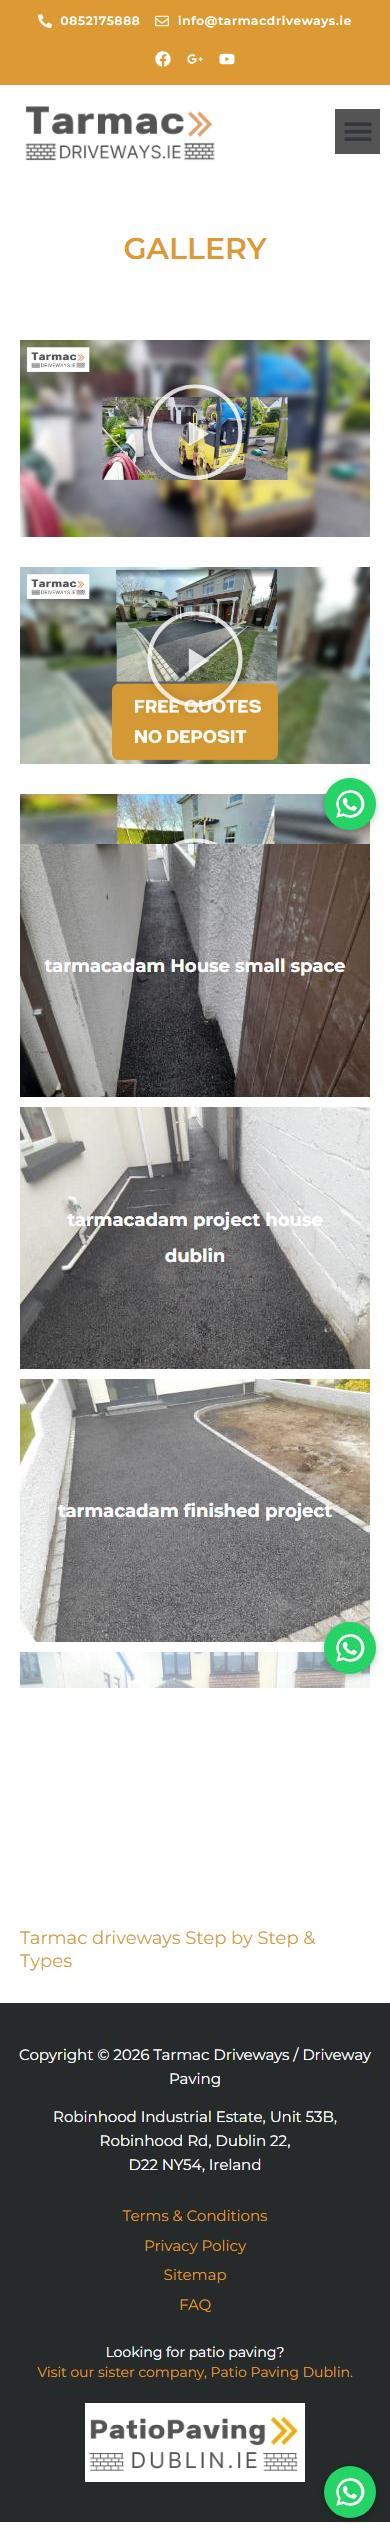 0852175888 info@tarmacdriveways.ie
Tarmac
DRIVEWAYS.IE
GALLERY
Tarmac
DRIVEWAYS.IE
Tarmac
DRIVEWAYS.IE
FREE QUOTES
NO DEPOSIT
tarmacadam House small space
tarmacadam project house
dublin
tarmacadam finished project
Tarmac driveways Step by Step &
Types
Copyright © 2026 Tarmac Driveways / Driveway
Paving
Robinhood Industrial Estate, Unit 53B,
Robinhood Rd, Dublin 22,
D22 NY54, Ireland
Terms & Conditions
Privacy Policy
Sitemap
FAQ
Looking for patio paving?
Visit our sister company, Patio Paving Dublin.
PatioPaving
DUBLIN.IE